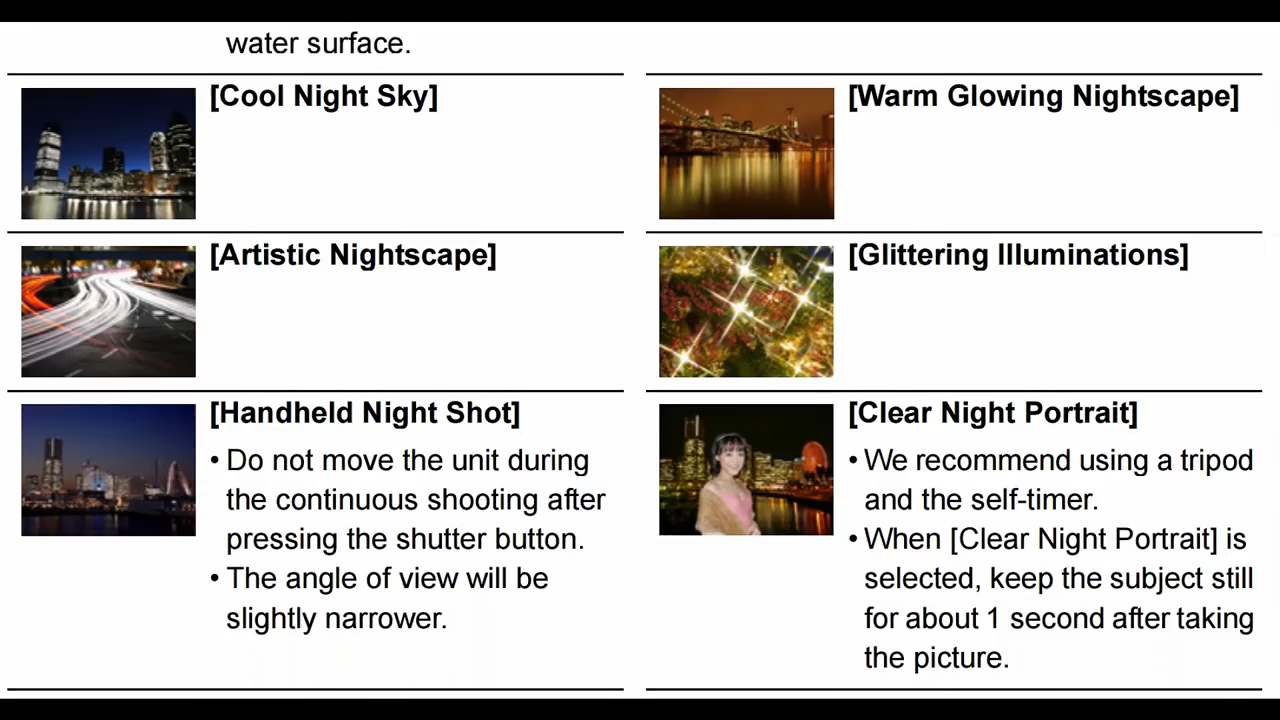 water surface.
[Cool Night Sky]
[Warm Glowing Nightscape]
[Artistic Nightscape]
[Glittering Illuminations]
[Handheld Night Shot]
• Do not move the unit during
the continuous shooting after
pressing the shutter button.
• The angle of view will be
slightly narrower.
[Clear Night Portrait]
• We recommend using a tripod
and the self-timer.
• When [Clear Night Portrait] is
selected, keep the subject still
for about 1 second after taking
the picture.